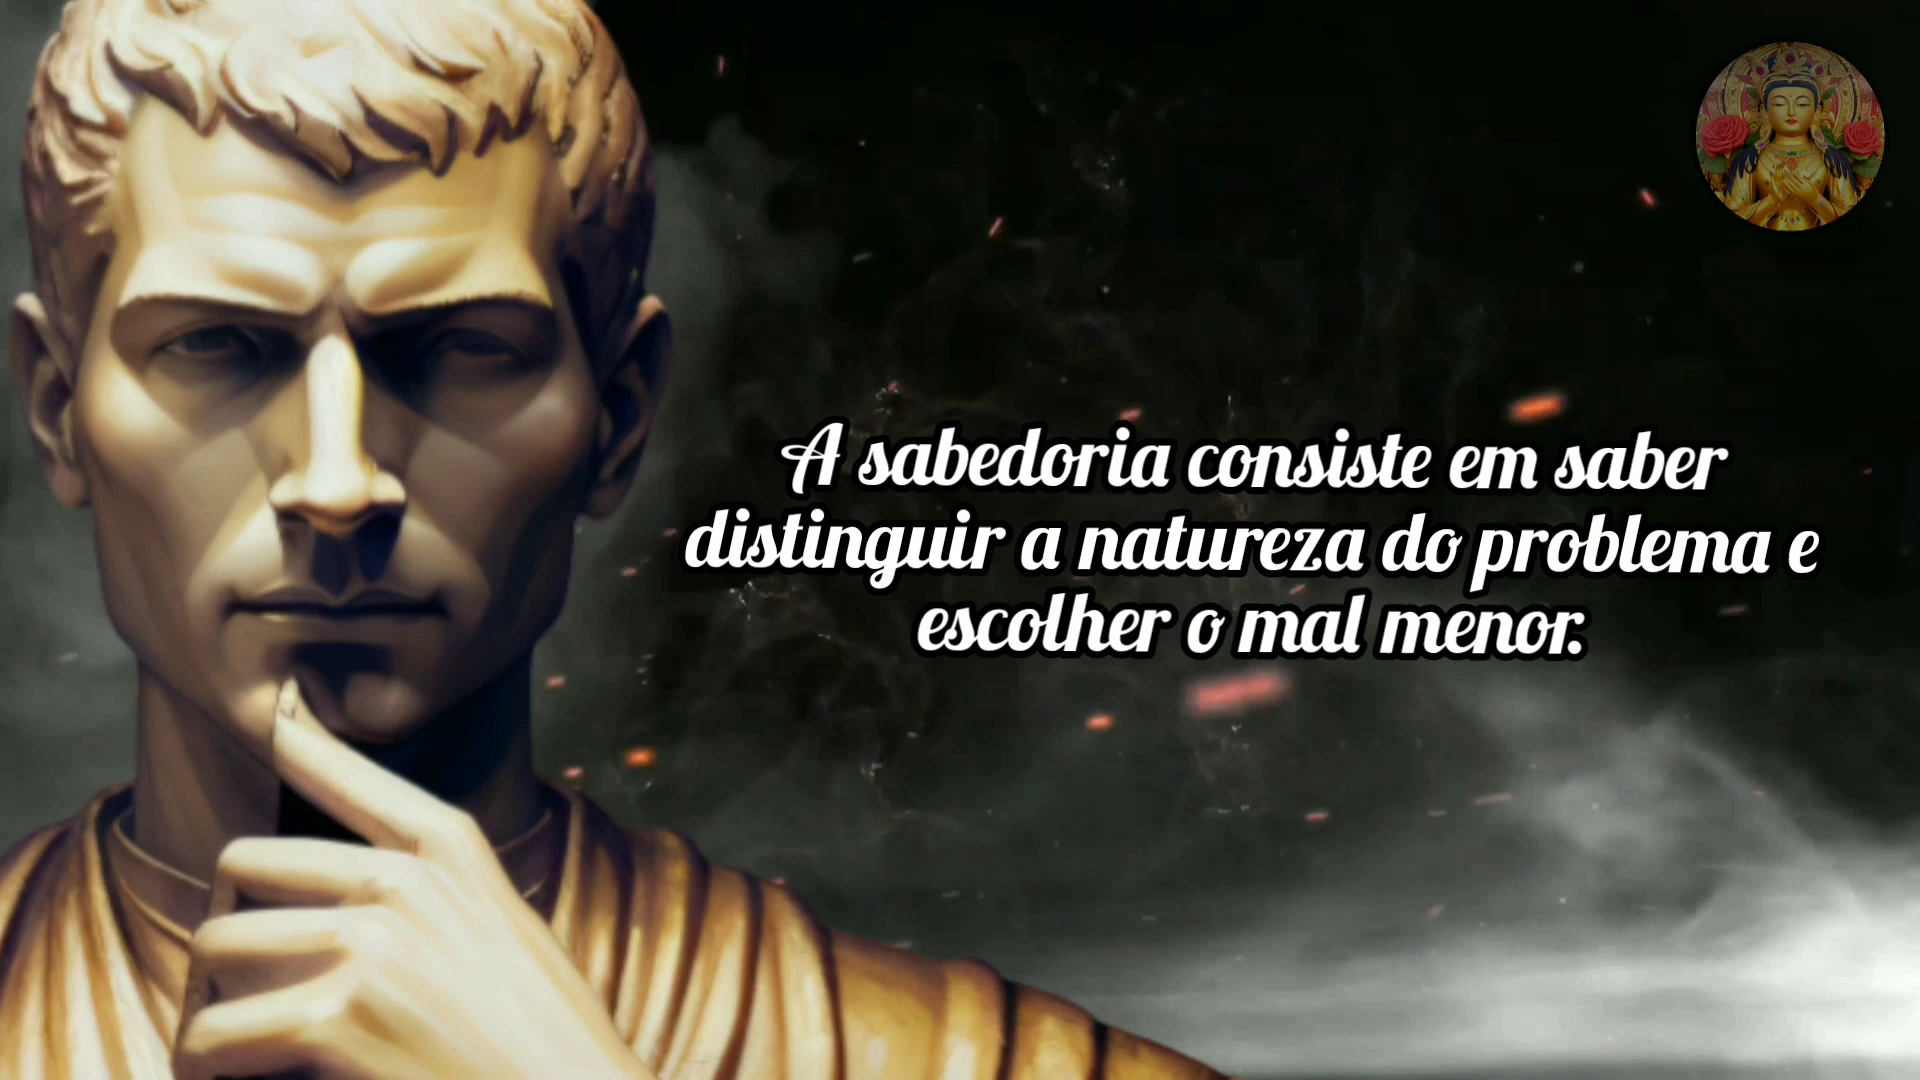 A sabedoria consiste em saber
distinguir a natureza do problema e
escolher o mal menor.